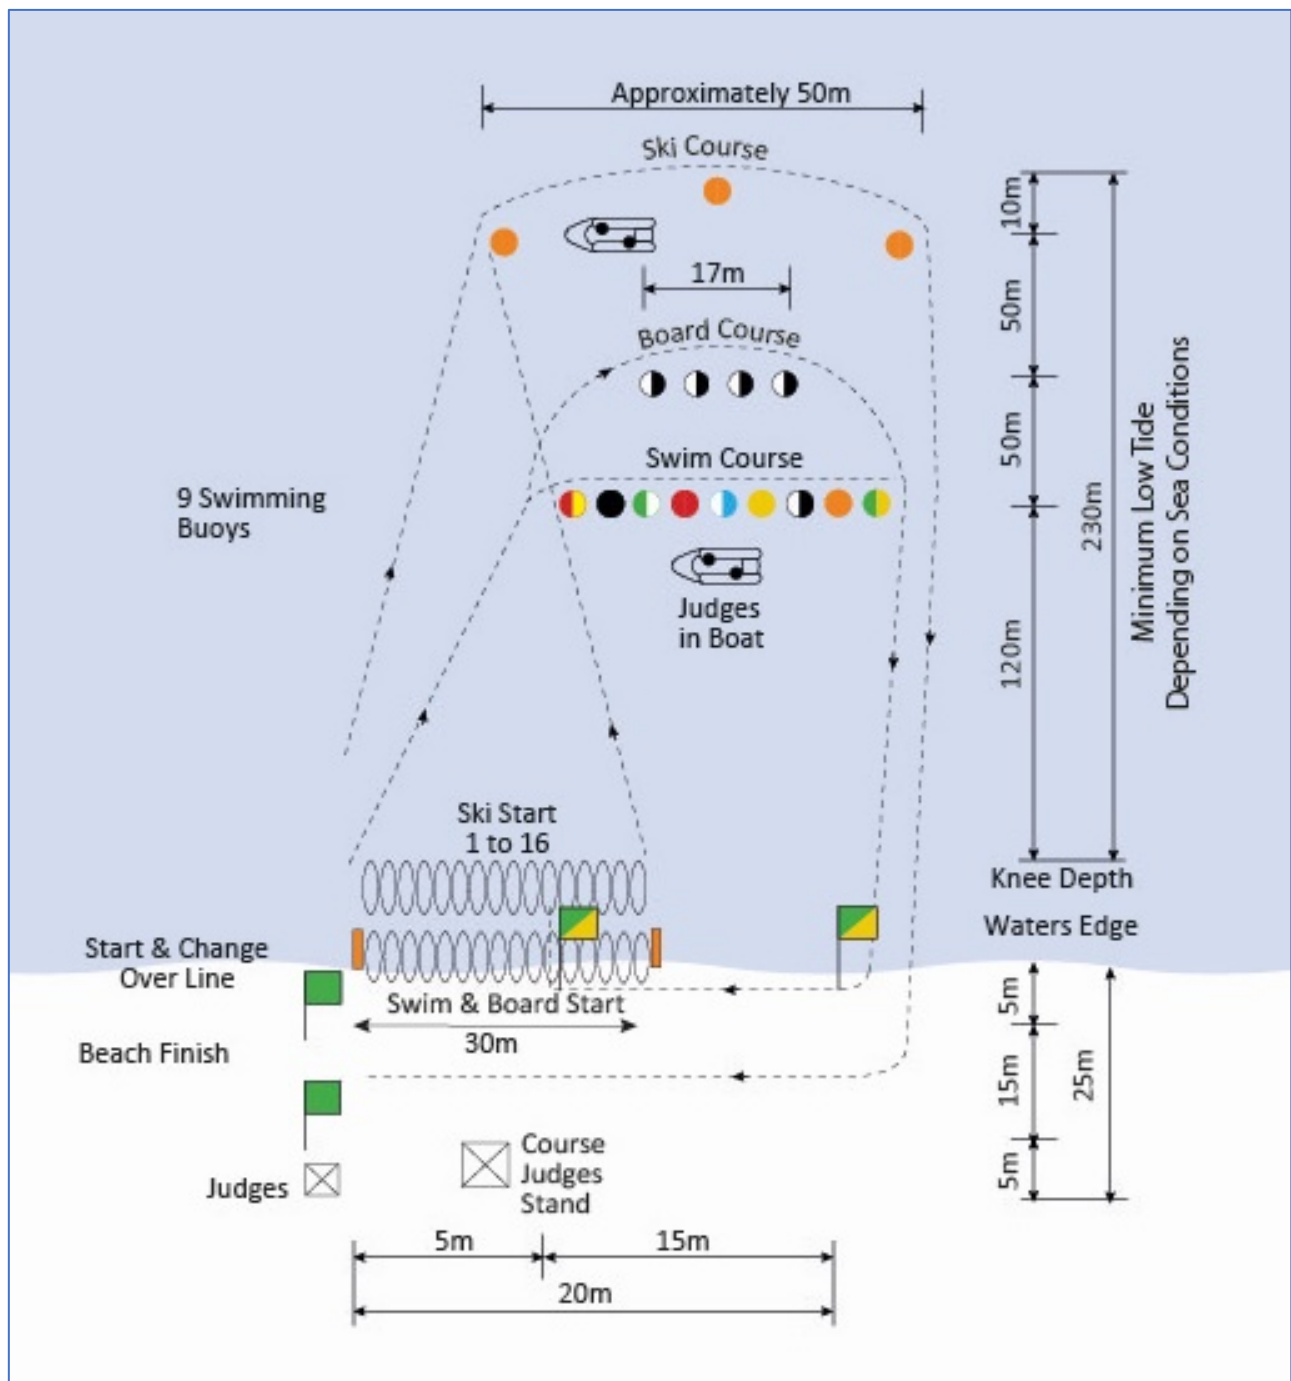 Approximately 50m
Ski Course
10m
17m
50m
Board Course
50m
Swim Course
9 Swimming
Buoys
230m
Minimum Low Tide
Depending on Sea Conditions
Judges
in Boat
120m
Ski Start
1 to 16
Knee Depth
Waters Edge
Start & Change
Over Line
Swim & Board Start
30m
5m
Beach Finish
15m
25m
Course
Judges
Stand
Judges
5m
5m
15m
20m